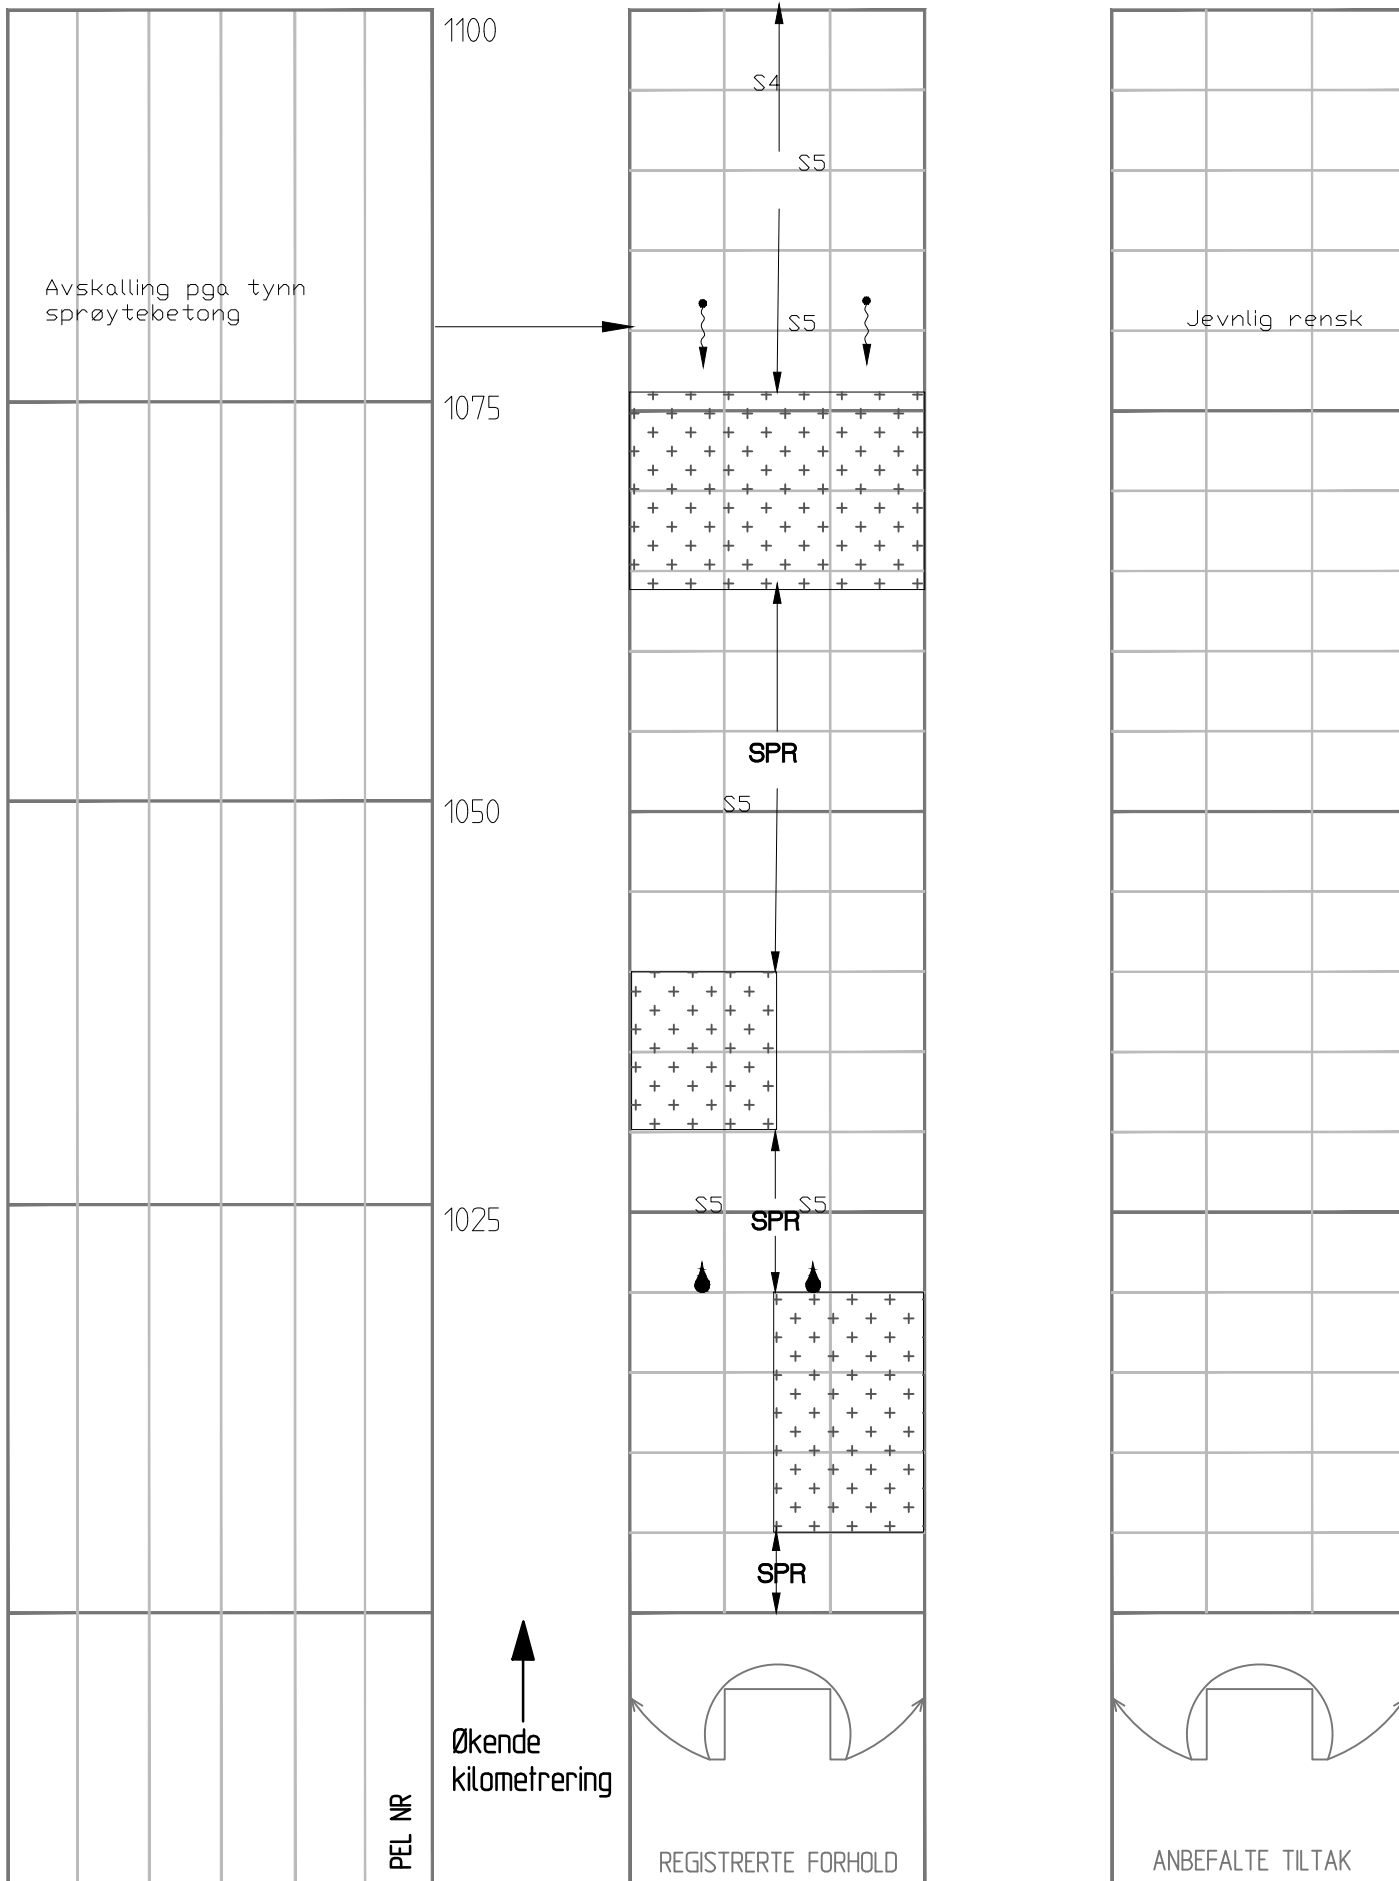 1100
S4
S5
Avskalling pga tynn
sprøytebetong
S5
Jevnlig rensk
1075
SPR
S5
1050
S5
S5
SPR
1025
SPR
Økende
kilometrering
PEL NR
REGISTRERTE FORHOLD
ANBEFALTE TILTAK